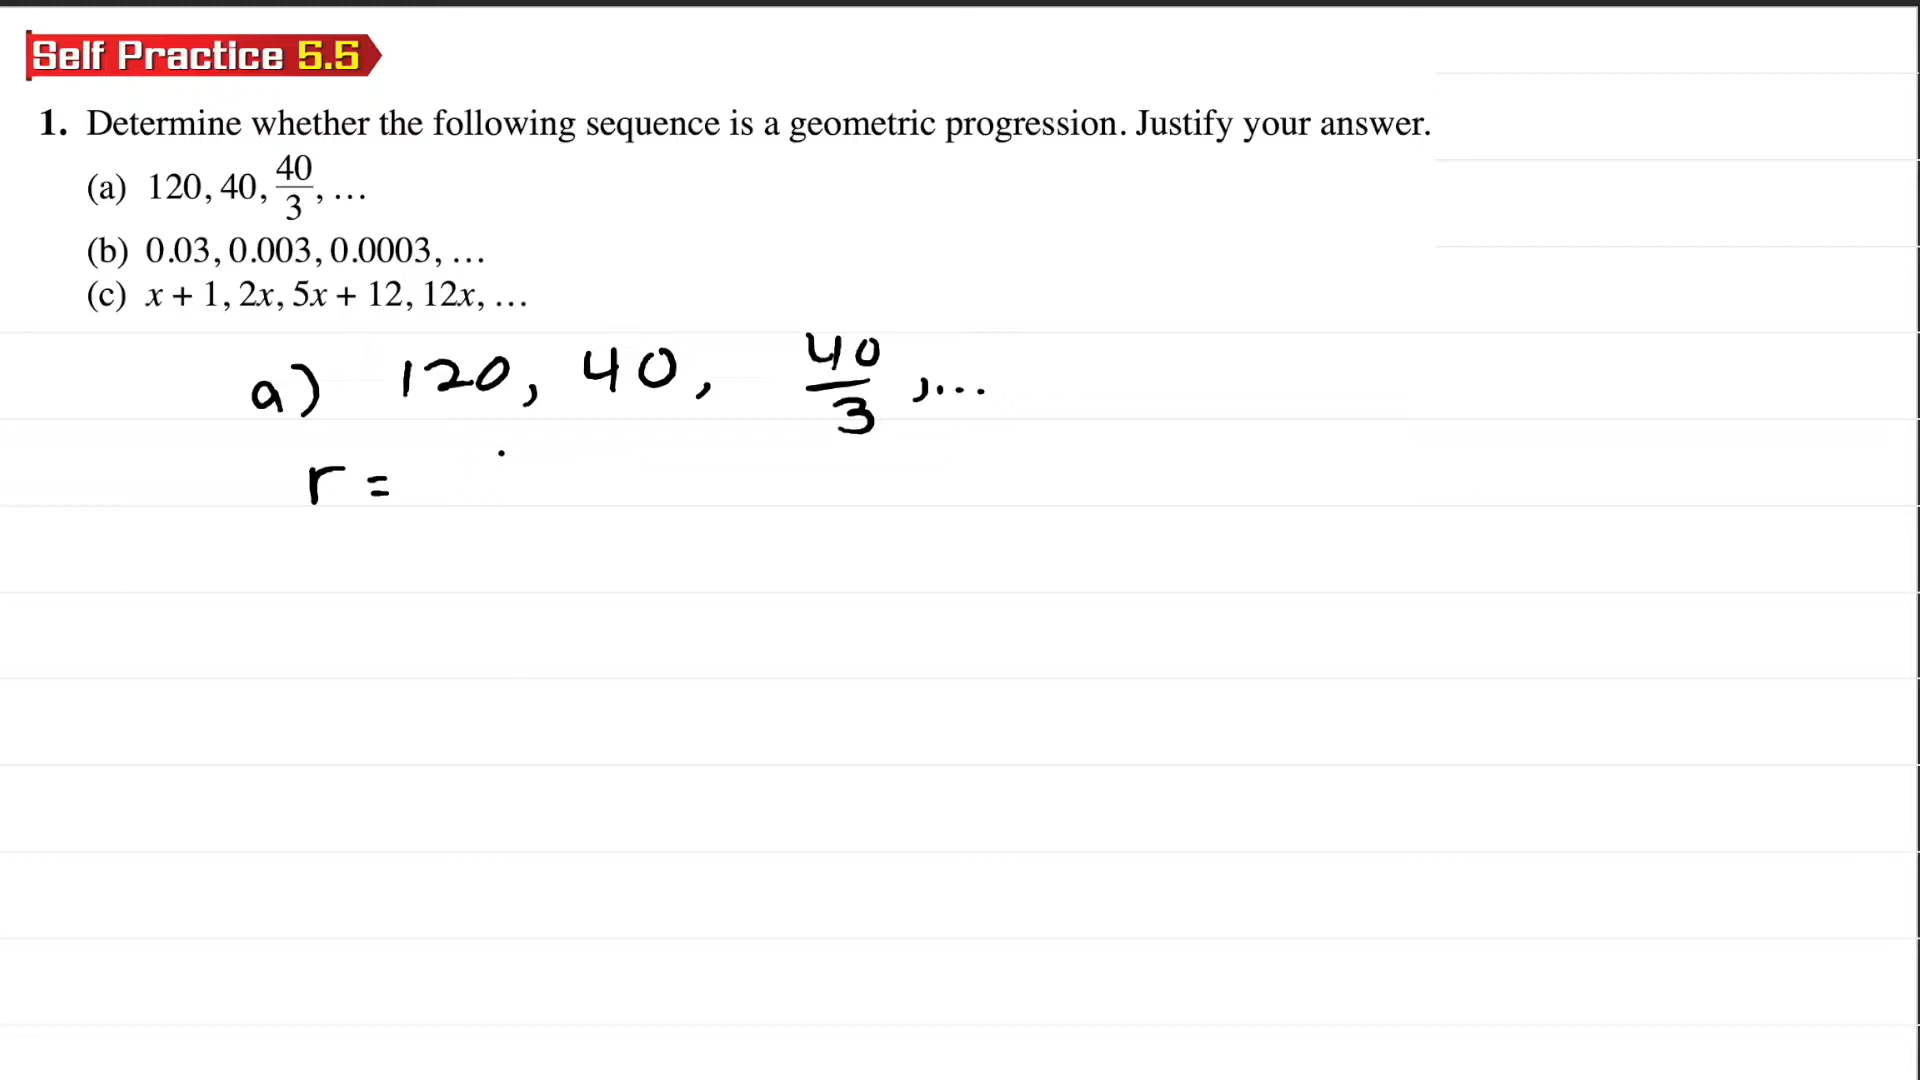 Self Practice 5.5
1. Determine whether the following sequence is a geometric progression. Justify your answer.
(a) 120, 40, 40/3, …
(b) 0.03, 0.003, 0.0003, …
(c) x + 1, 2x, 5x + 12, 12x, …
a) 120, 40, 40/3, ...
r =